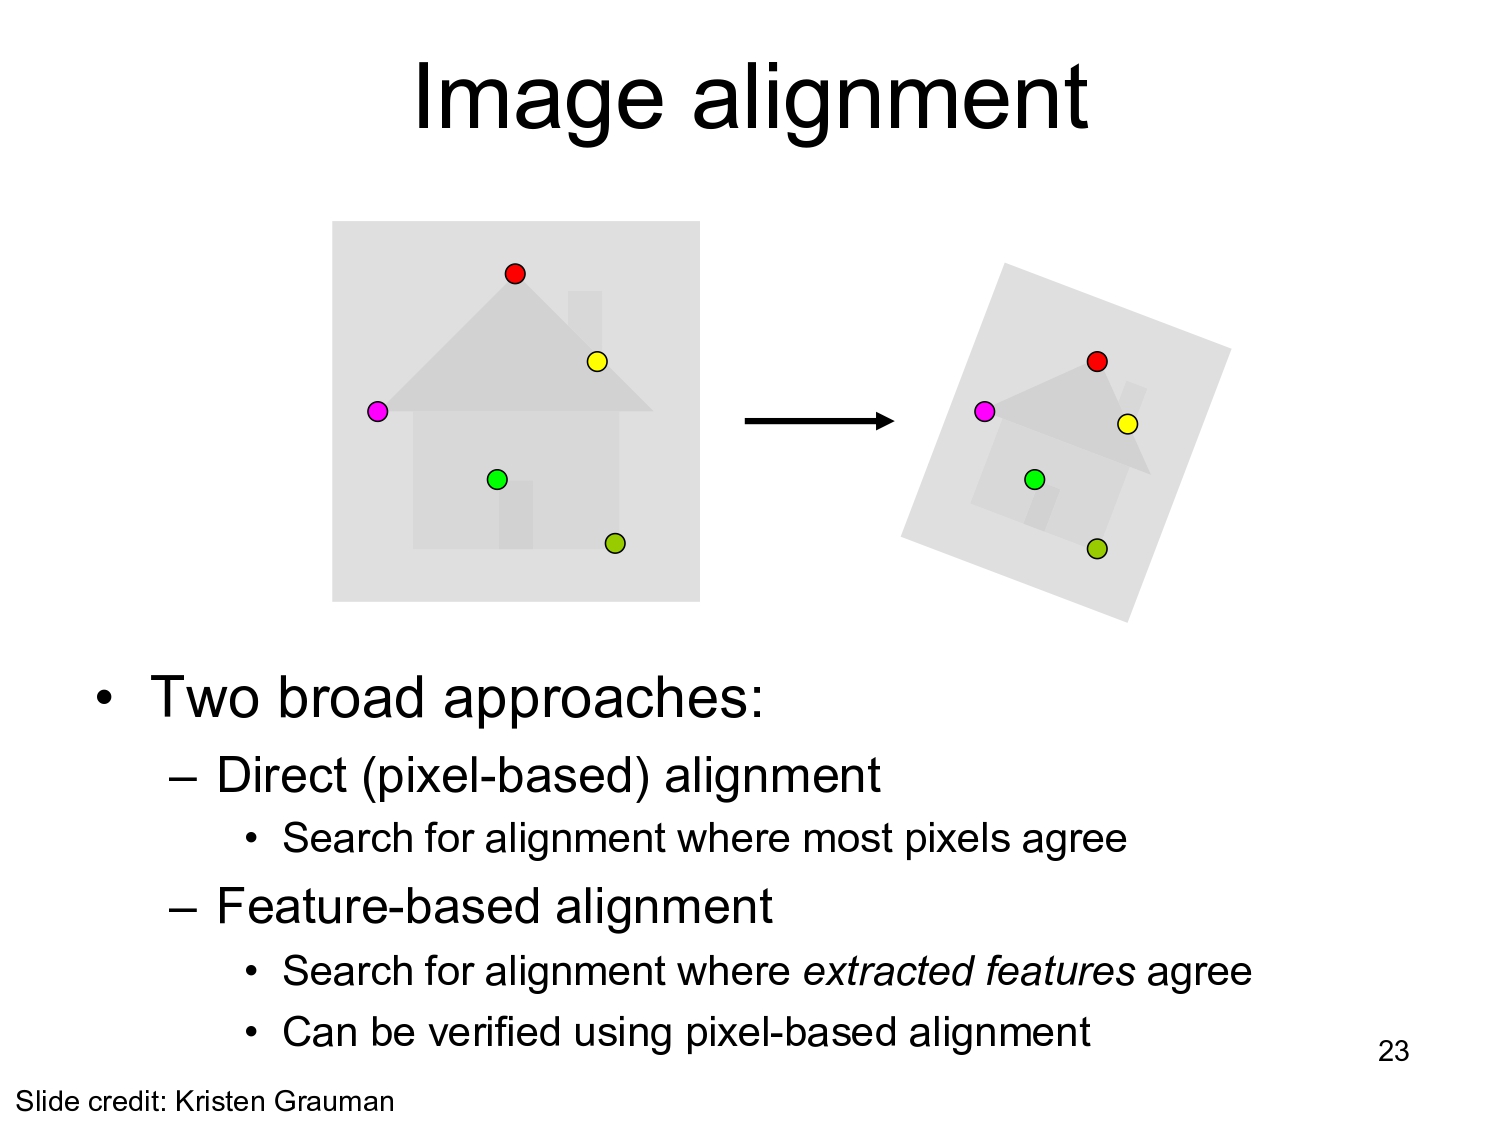 Image alignment
• Two broad approaches:
– Direct (pixel-based) alignment
• Search for alignment where most pixels agree
– Feature-based alignment
• Search for alignment where extracted features agree
• Can be verified using pixel-based alignment
23
Slide credit: Kristen Grauman